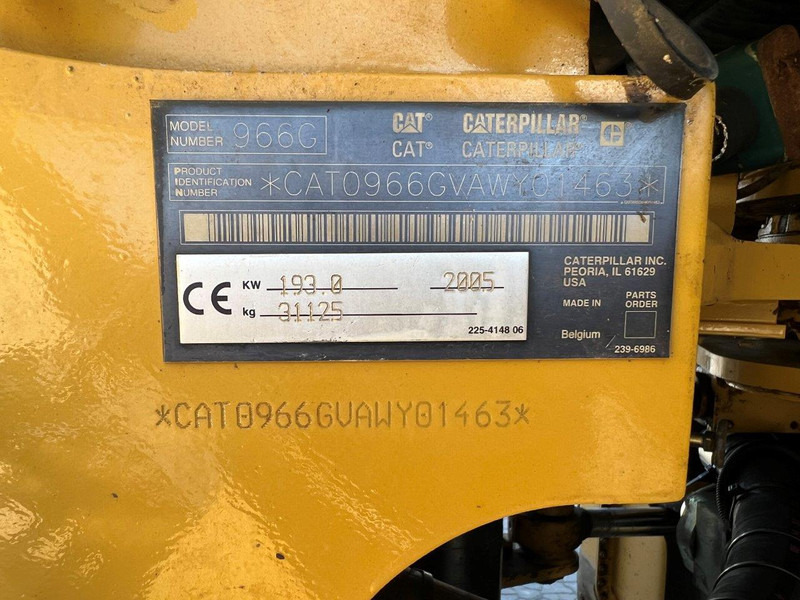 MODEL NUMBER 966G
CAT® CATERPILLAR®
CAT® CATERPILLAR®
PRODUCT IDENTIFICATION NUMBER *CAT0966GVAWY01463*
CE KW 193.0 2005
kg 31125
225-4148 06
CATERPILLAR INC.
PEORIA, IL 61629
USA
MADE IN
Belgium
PARTS ORDER
239-6986
*CAT0966GVAWY01463*